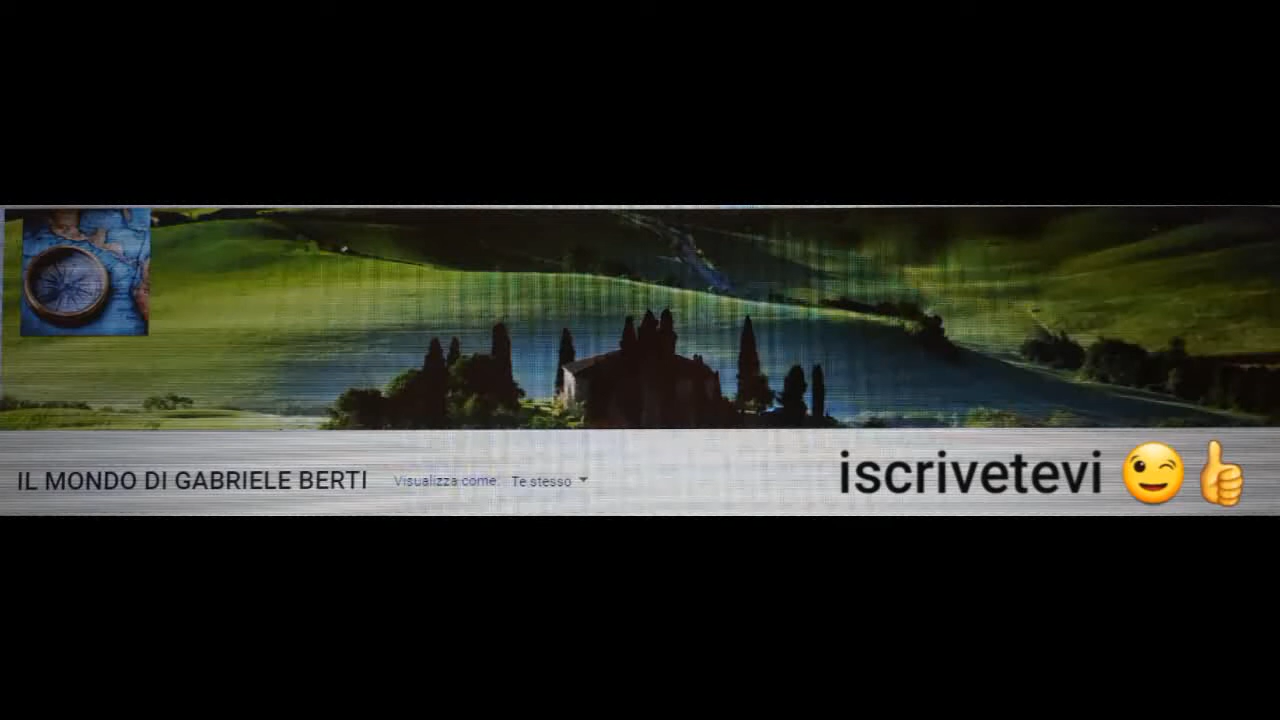 IL MONDO DI GABRIELE BERTI Visualizza come: Te stesso iscrivetevi 😉👍